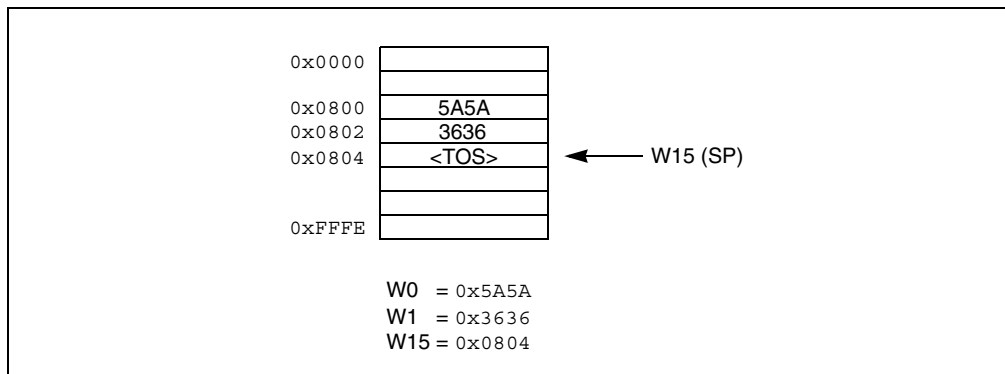 0x0000
0x0800 5A5A
0x0802 3636
0x0804 <TOS> W15 (SP)
0xFFFE
W0 = 0x5A5A
W1 = 0x3636
W15 = 0x0804